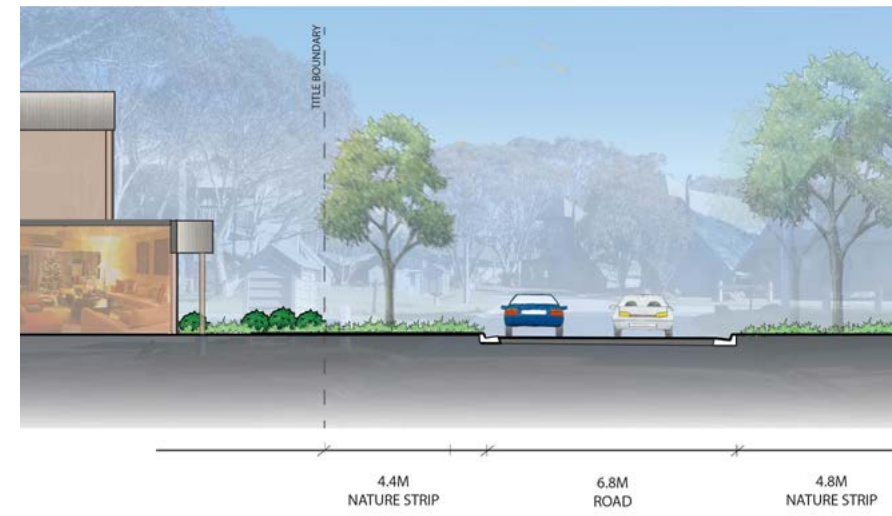 TITLE BOUNDARY
4.4M
NATURE STRIP
6.8M
ROAD
4.8M
NATURE STRIP